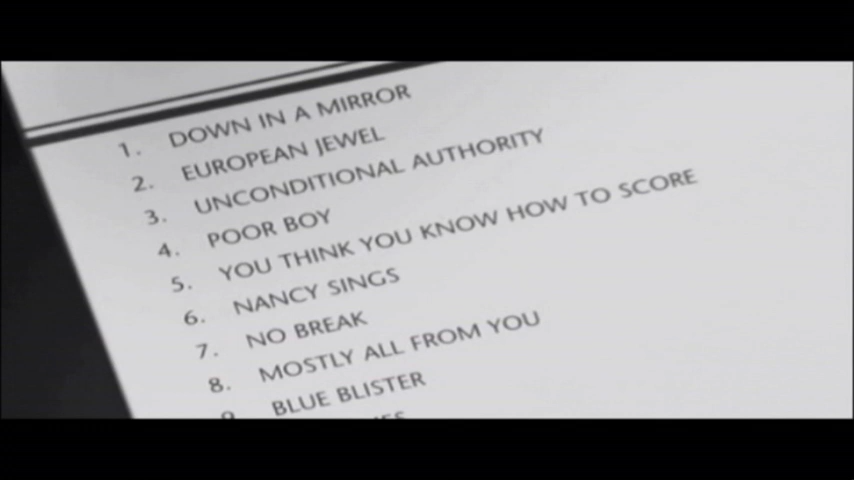 1. DOWN IN A MIRROR
2. EUROPEAN JEWEL
3. UNCONDITIONAL AUTHORITY
4. POOR BOY
5. YOU THINK YOU KNOW HOW TO SCORE
6. NANCY SINGS
7. NO BREAK
8. MOSTLY ALL FROM YOU
9. BLUE BLISTER